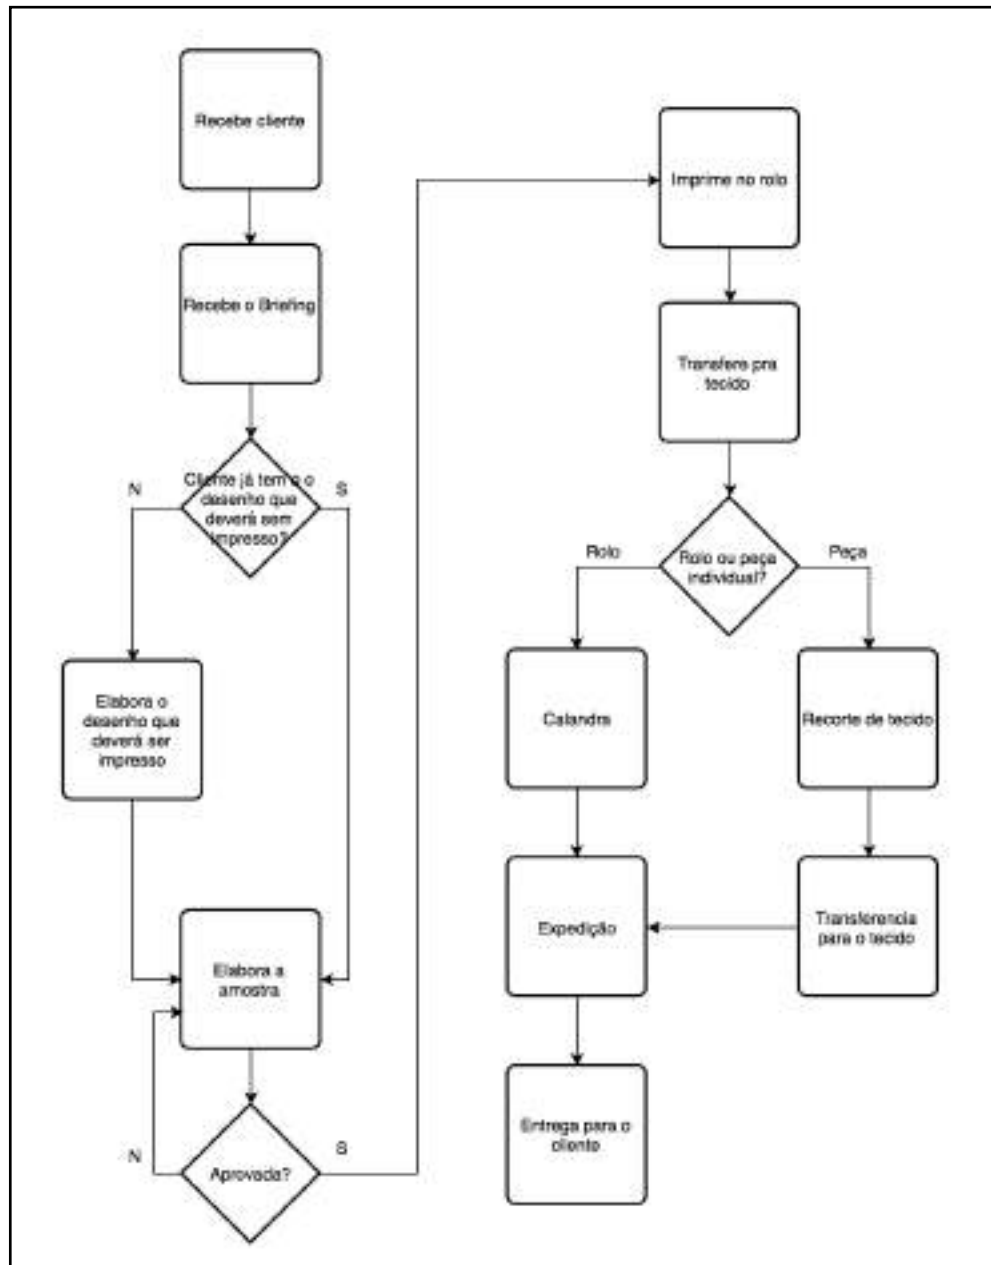 Recebe cliente
Recebe o Briefing
Cliente já tem o o
desenho que
deverá sem
impresso?
N
S
Elabora o
desenho que
deverá ser
impresso
Elabora a
amostra
Aprovada?
N
S
Imprime no rolo
Transfere pra
tecido
Rolo ou peça
individual?
Rolo
Peça
Calandra
Recorte de tecido
Expedição
Transferencia
para o tecido
Entrega para o
cliente